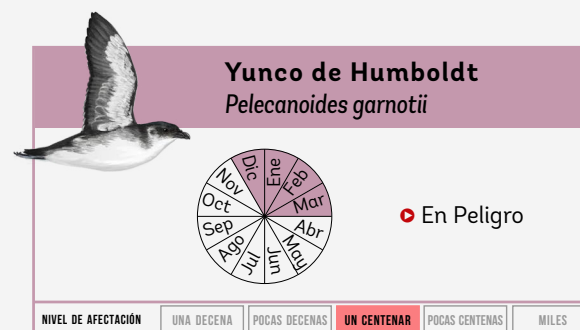 Yunco de Humboldt
Pelecanoides garnotii
Ene
Feb
Mar
Abr
May
Jun
Jul
Ago
Sep
Oct
Nov
Dic
En Peligro
NIVEL DE AFECTACIÓN UNA DECENA POCAS DECENAS UN CENTENAR POCAS CENTENAS MILES